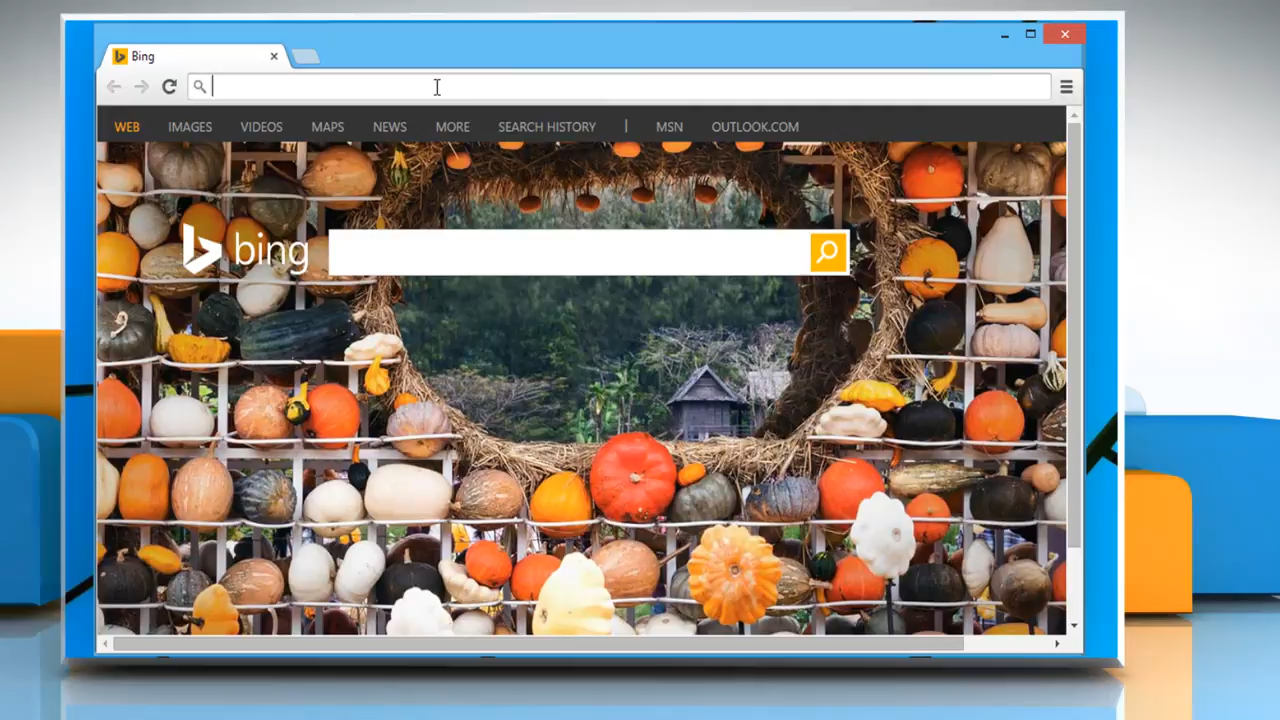 Bing
WEB IMAGES VIDEOS MAPS NEWS MORE SEARCH HISTORY | MSN OUTLOOK.COM
bing